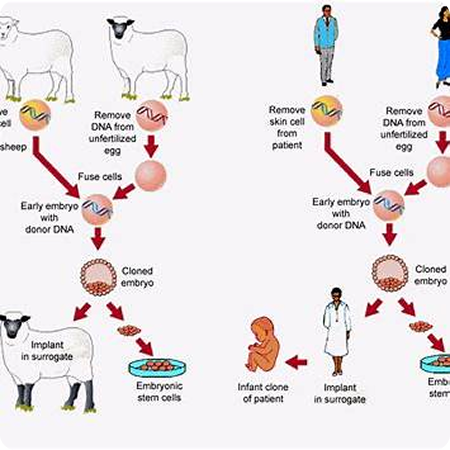 cell
sheep
Remove
DNA from
unfertilized
egg
Fuse cells
Early embryo
with
donor DNA
Cloned
embryo
Implant
in surrogate
Embryonic
stem cells
Remove
skin cell
from
patient
Remove
DNA from
unfertilized
egg
Fuse cells
Early embryo
with
donor DNA
Cloned
embryo
Infant clone
of patient
Implant
in surrogate
Emb
stem